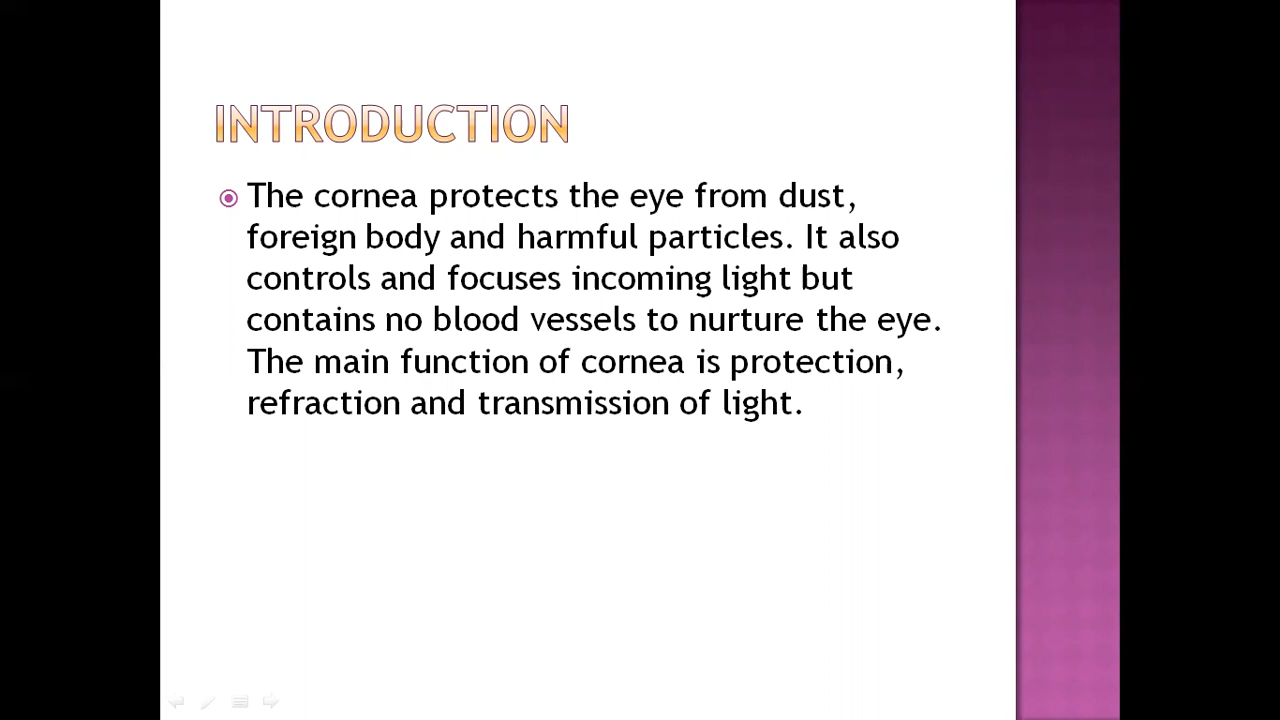 INTRODUCTION
The cornea protects the eye from dust,
foreign body and harmful particles. It also
controls and focuses incoming light but
contains no blood vessels to nurture the eye.
The main function of cornea is protection,
refraction and transmission of light.